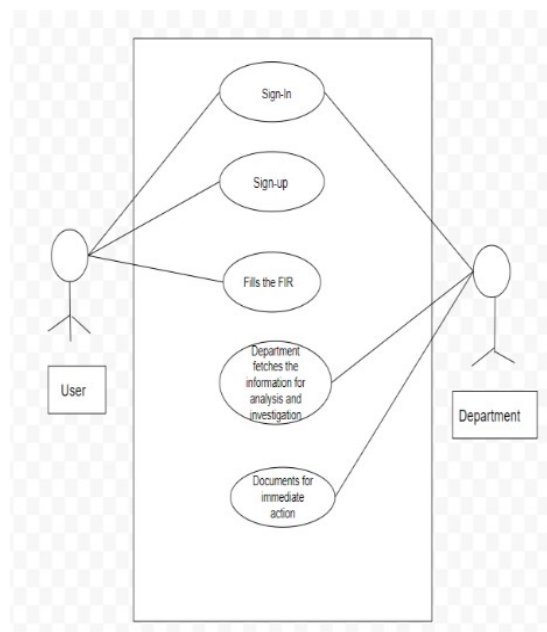 Sign-In
Sign-up
Fills the FIR
Department
fetches the
information for
analysis and
investigation
Documents for
immediate
action
User
Department